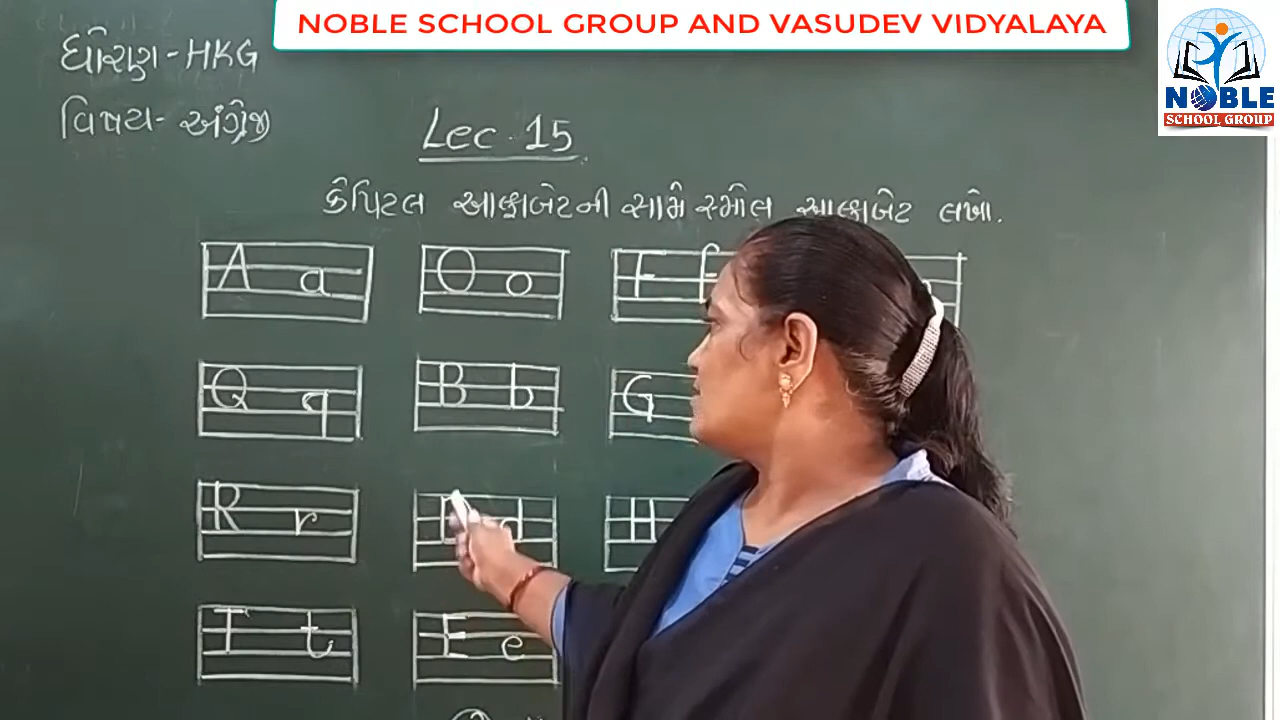 NOBLE SCHOOL GROUP AND VASUDEV VIDYALAYA
NOBLE
SCHOOL GROUP
ધોરણ - HKG
વિષય - અંગ્રેજી
Lec. 15
કેપિટલ આલ્ફાબેટની સામે સ્મોલ આલ્ફાબેટ લખો.
A a O o F f
Q q B b G
R r D d H
T t E e